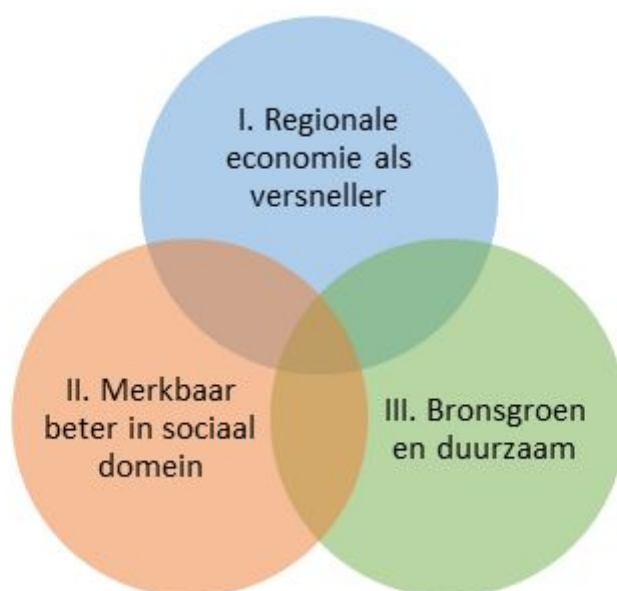 I. Regionale
economie als
versneller
II. Merkbaar
beter in sociaal
domein
III. Bronsgroen
en duurzaam